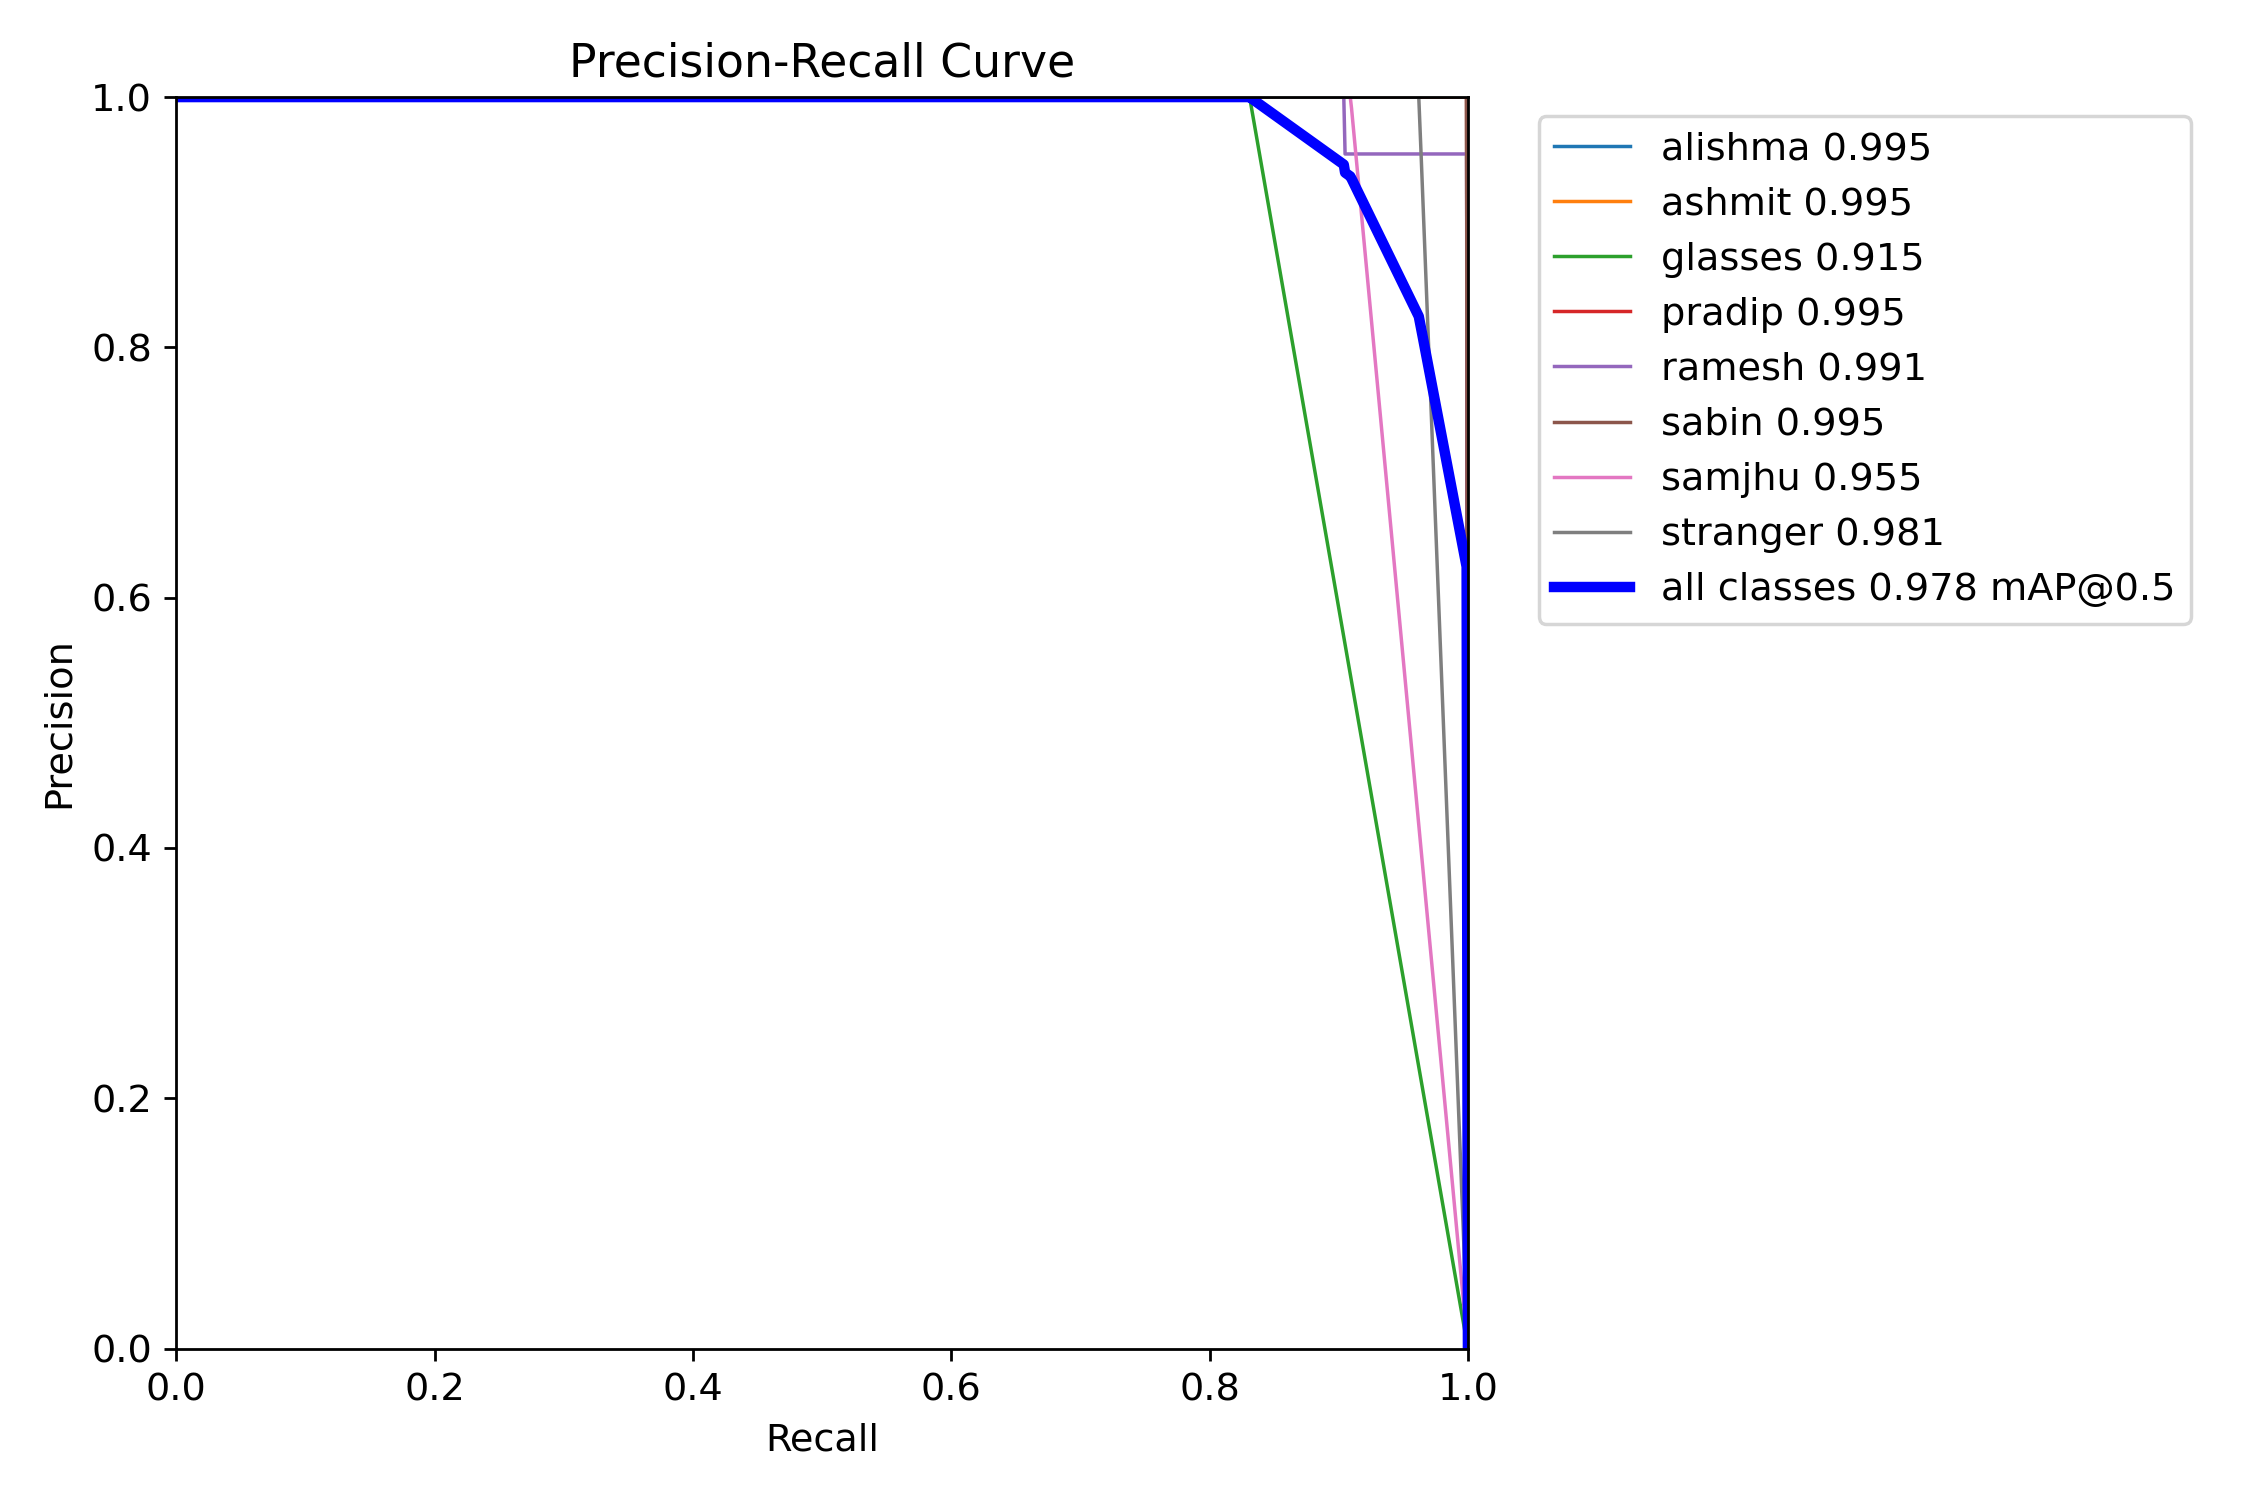 Precision-Recall Curve
1.0
0.8
0.6
0.4
0.2
0.0
Precision
0.0 0.2 0.4 0.6 0.8 1.0
Recall
alishma 0.995
ashmit 0.995
glasses 0.915
pradip 0.995
ramesh 0.991
sabin 0.995
samjhu 0.955
stranger 0.981
all classes 0.978 mAP@0.5